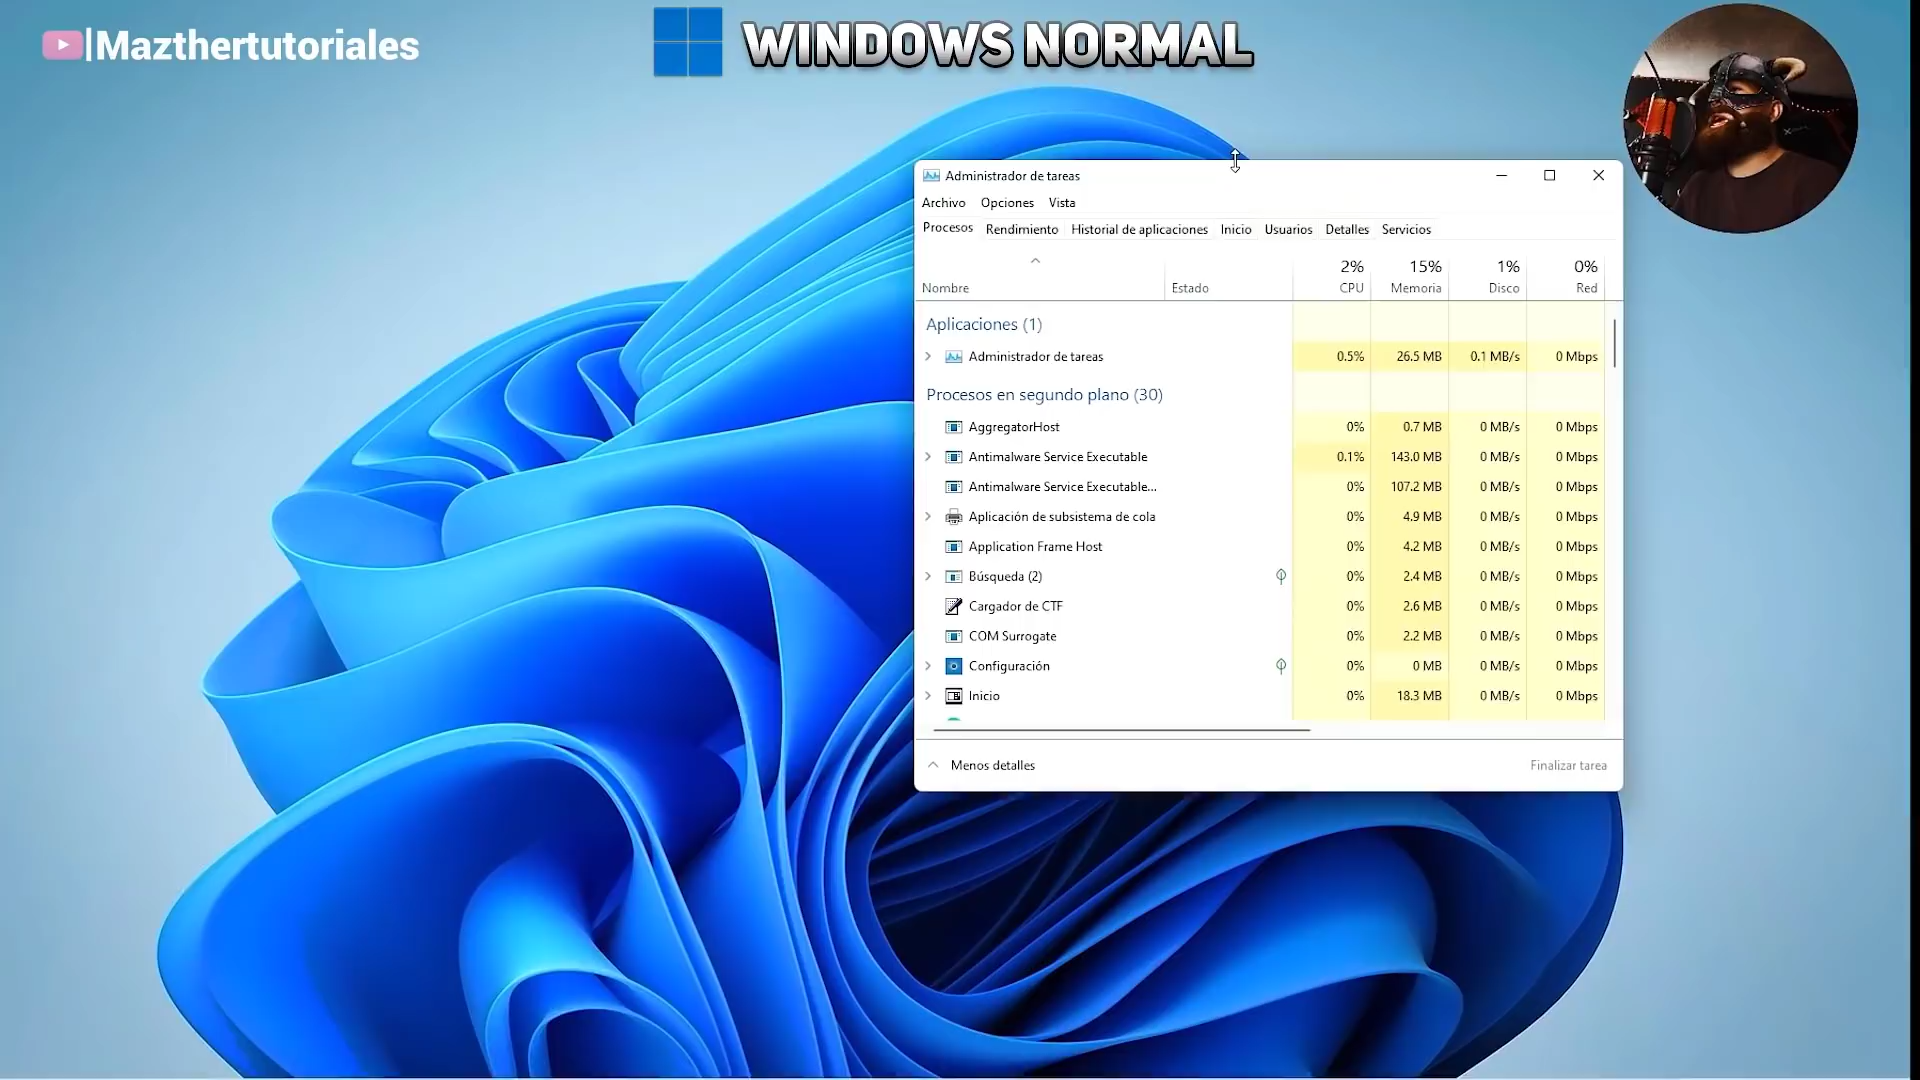 |Mazthertutoriales
WINDOWS NORMAL
Administrador de tareas
Archivo Opciones Vista
Procesos Rendimiento Historial de aplicaciones Inicio Usuarios Detalles Servicios
2% 15% 1% 0%
Nombre Estado CPU Memoria Disco Red
Aplicaciones (1)
Administrador de tareas 0.5% 26.5 MB 0.1 MB/s 0 Mbps
Procesos en segundo plano (30)
AggregatorHost 0% 0.7 MB 0 MB/s 0 Mbps
Antimalware Service Executable 0.1% 143.0 MB 0 MB/s 0 Mbps
Antimalware Service Executable... 0% 107.2 MB 0 MB/s 0 Mbps
Aplicación de subsistema de cola 0% 4.9 MB 0 MB/s 0 Mbps
Application Frame Host 0% 4.2 MB 0 MB/s 0 Mbps
Búsqueda (2) 0% 2.4 MB 0 MB/s 0 Mbps
Cargador de CTF 0% 2.6 MB 0 MB/s 0 Mbps
COM Surrogate 0% 2.2 MB 0 MB/s 0 Mbps
Configuración 0% 0 MB 0 MB/s 0 Mbps
Inicio 0% 18.3 MB 0 MB/s 0 Mbps
Menos detalles Finalizar tarea